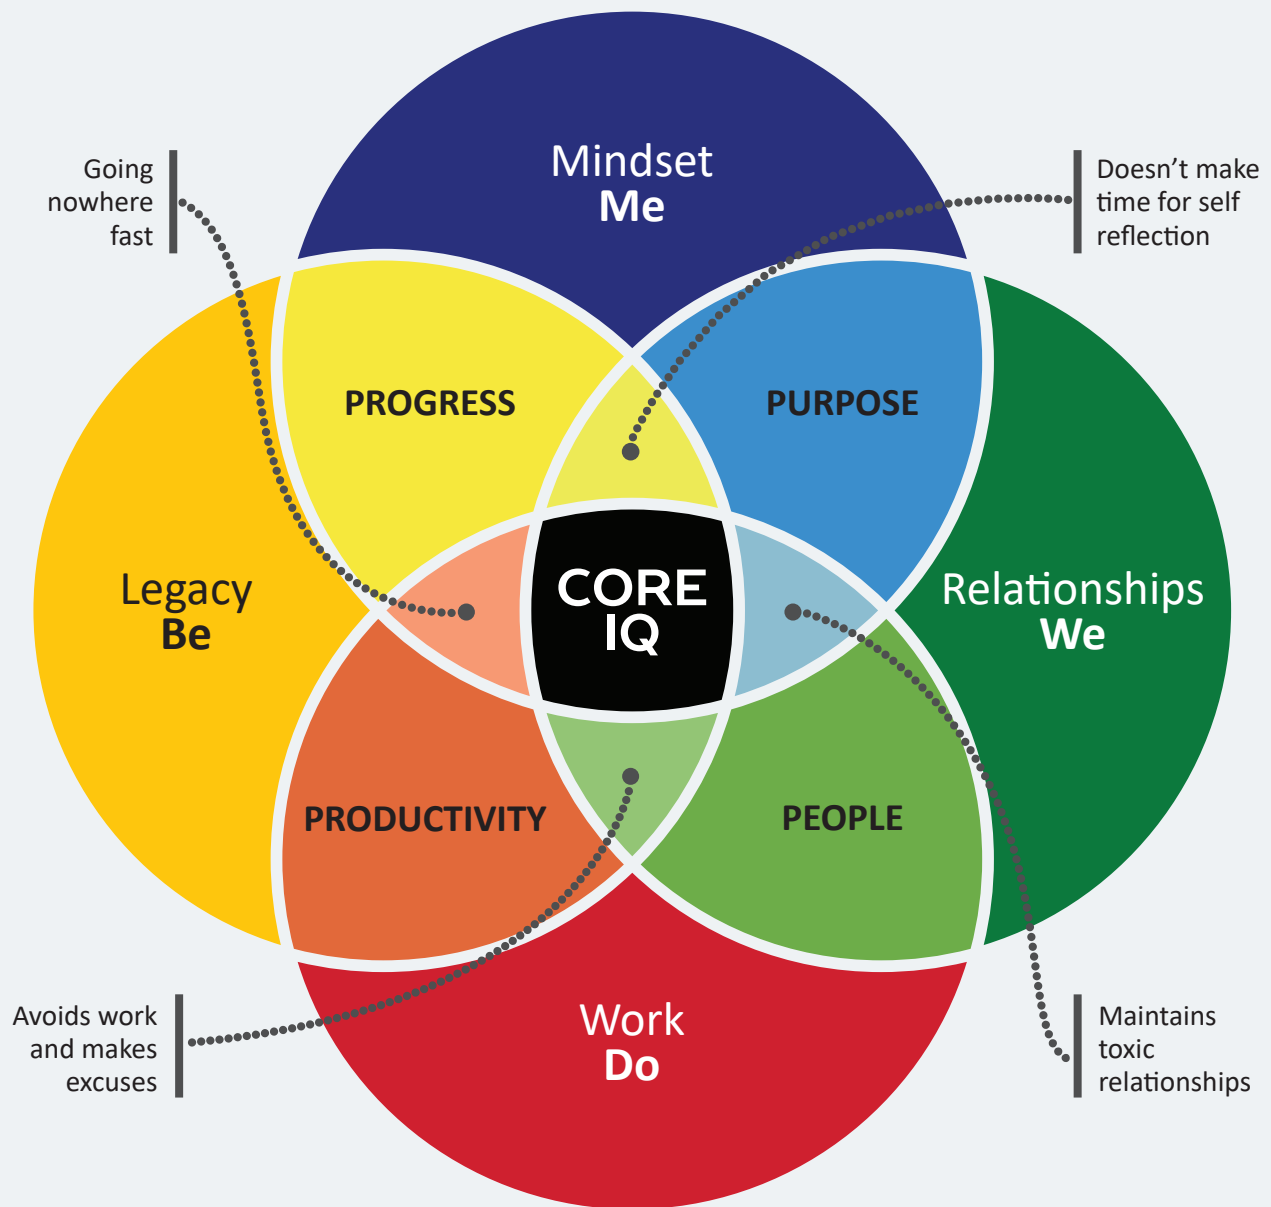 Mindset
Me
Going
nowhere
fast
Doesn’t make
time for self
reflection
PROGRESS
PURPOSE
Legacy
Be
CORE
IQ
Relationships
We
PRODUCTIVITY
PEOPLE
Avoids work
and makes
excuses
Work
Do
Maintains
toxic
relationships